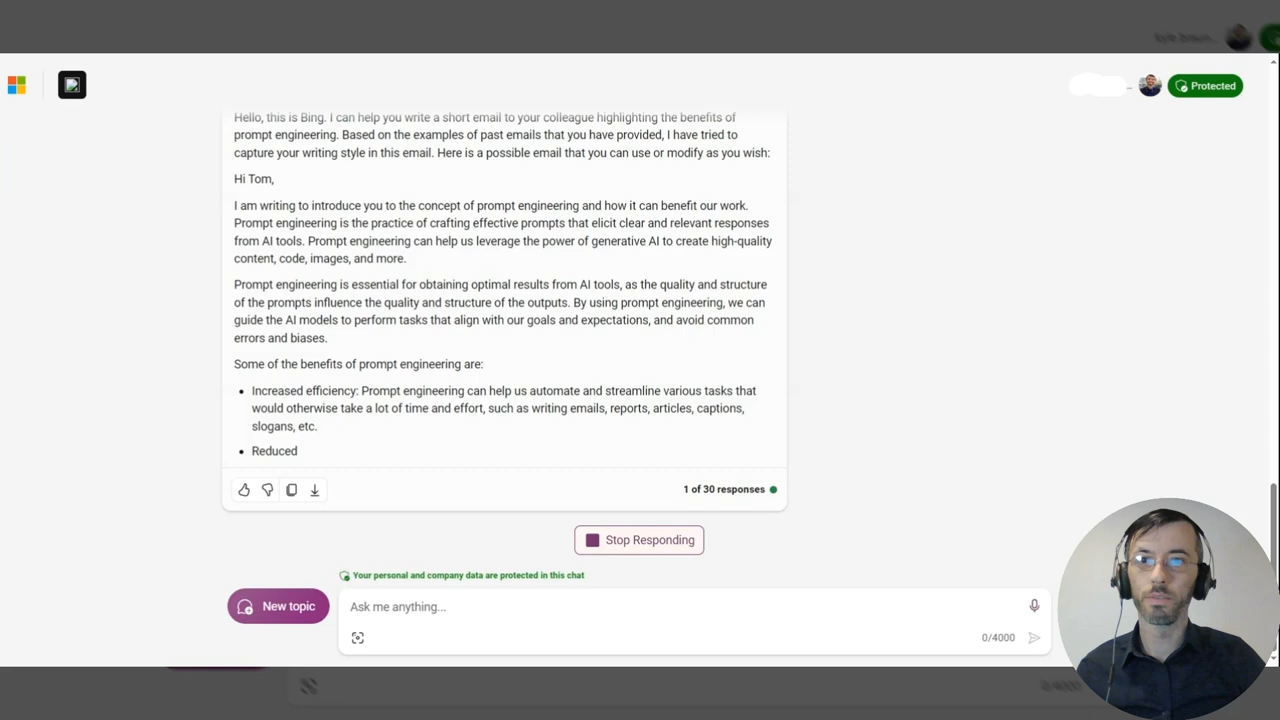 Protected
Hello, this is Bing. I can help you write a short email to your colleague highlighting the benefits of
prompt engineering. Based on the examples of past emails that you have provided, I have tried to
capture your writing style in this email. Here is a possible email that you can use or modify as you wish:
Hi Tom,
I am writing to introduce you to the concept of prompt engineering and how it can benefit our work.
Prompt engineering is the practice of crafting effective prompts that elicit clear and relevant responses
from AI tools. Prompt engineering can help us leverage the power of generative AI to create high-quality
content, code, images, and more.
Prompt engineering is essential for obtaining optimal results from AI tools, as the quality and structure
of the prompts influence the quality and structure of the outputs. By using prompt engineering, we can
guide the AI models to perform tasks that align with our goals and expectations, and avoid common
errors and biases.
Some of the benefits of prompt engineering are:
• Increased efficiency: Prompt engineering can help us automate and streamline various tasks that
would otherwise take a lot of time and effort, such as writing emails, reports, articles, captions,
slogans, etc.
• Reduced
1 of 30 responses
Stop Responding
Your personal and company data are protected in this chat
New topic
Ask me anything...
0/4000